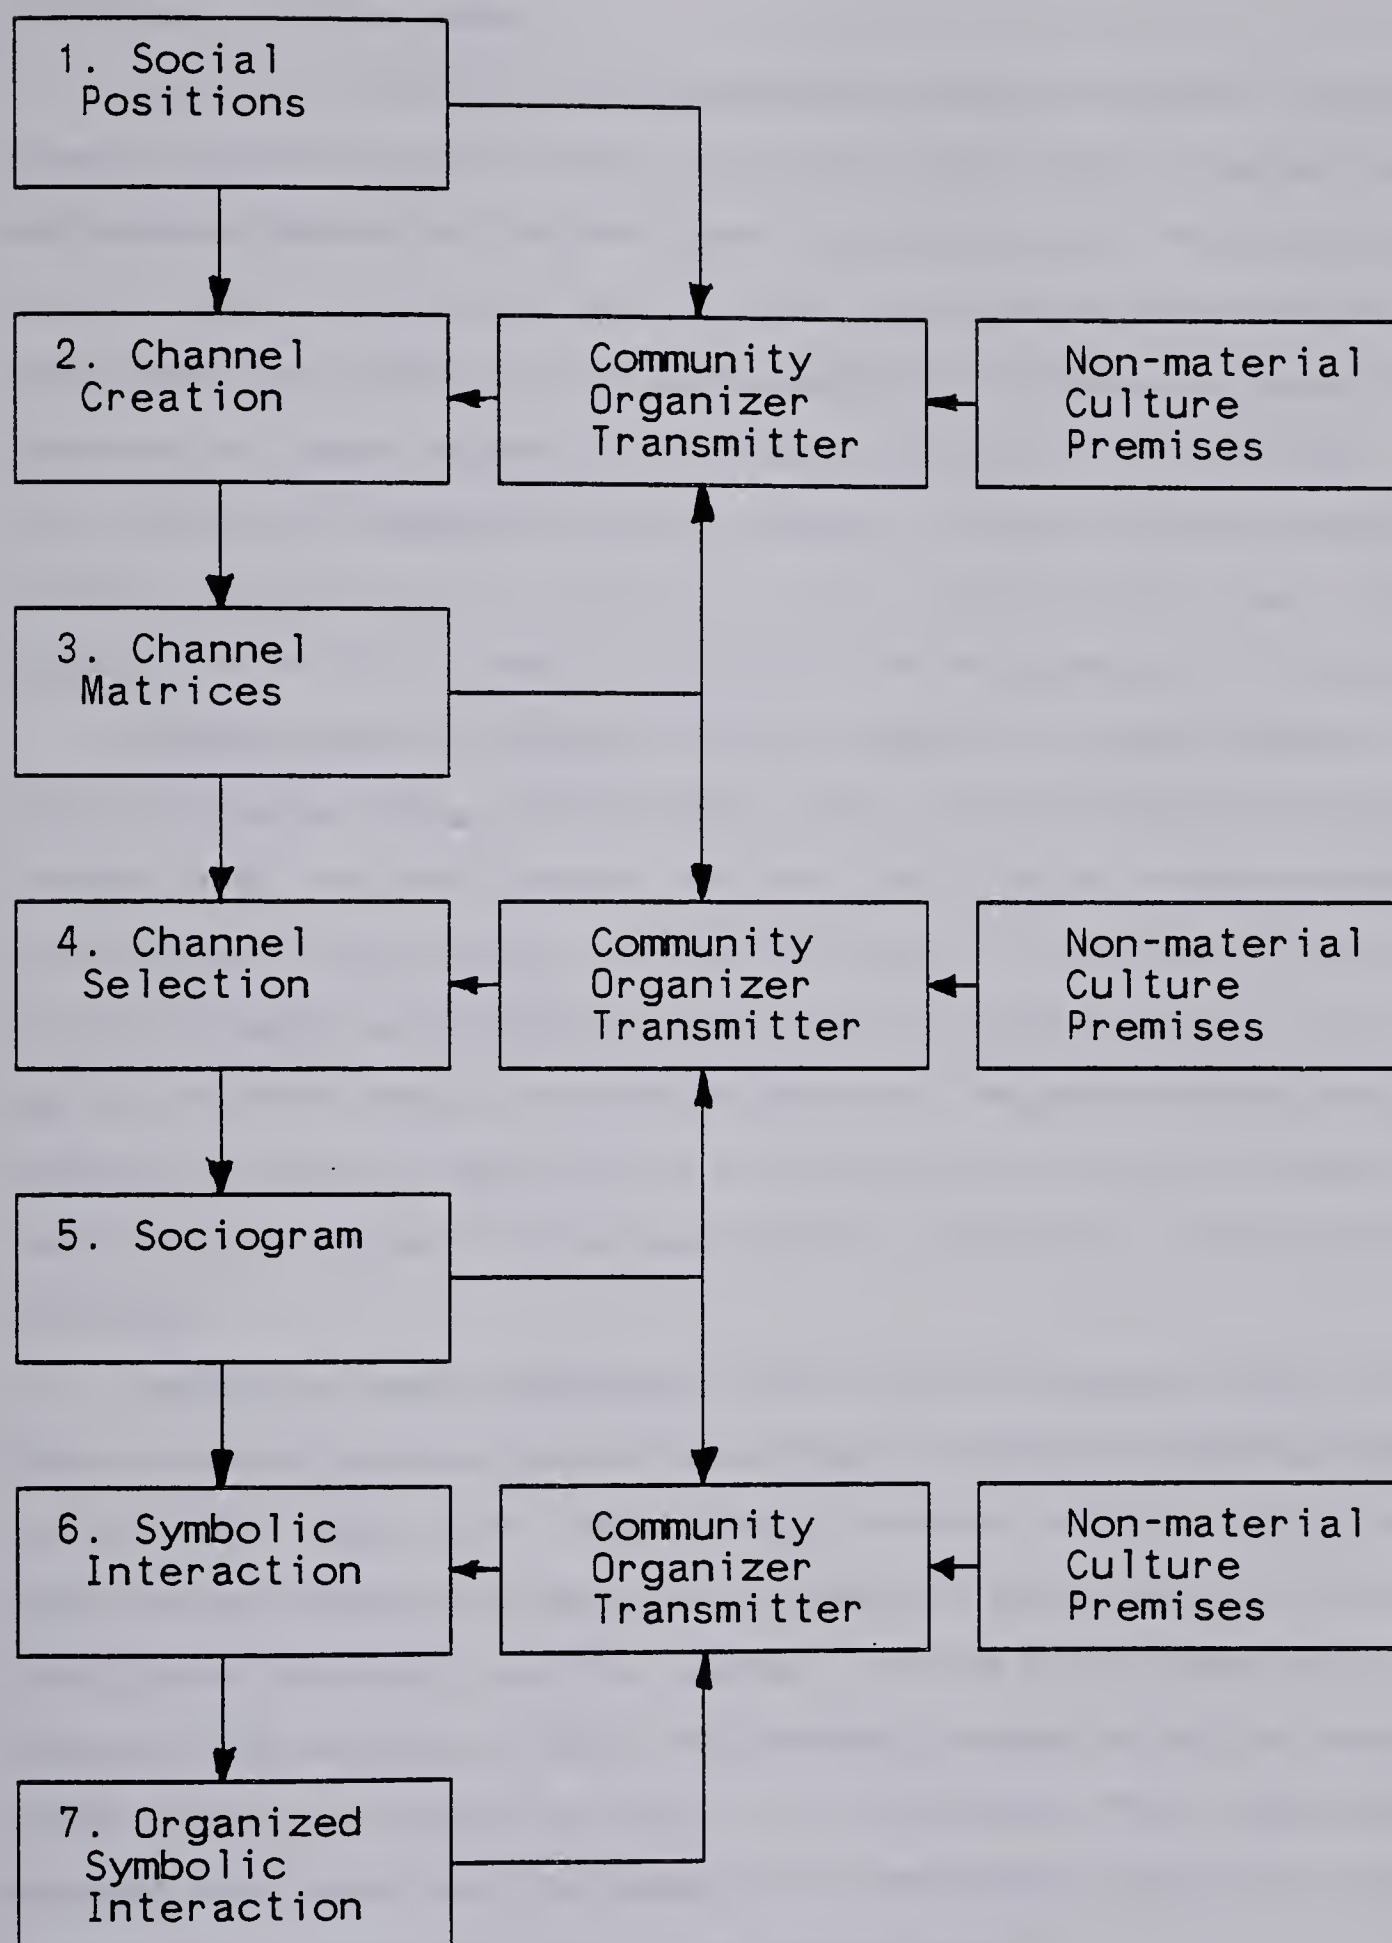 1. Social
Positions
2. Channel
Creation
Community
Organizer
Transmitter
Non-material
Culture
Premises
3. Channel
Matrices
4. Channel
Selection
Community
Organizer
Transmitter
Non-material
Culture
Premises
5. Sociogram
6. Symbolic
Interaction
Community
Organizer
Transmitter
Non-material
Culture
Premises
7. Organized
Symbolic
Interaction